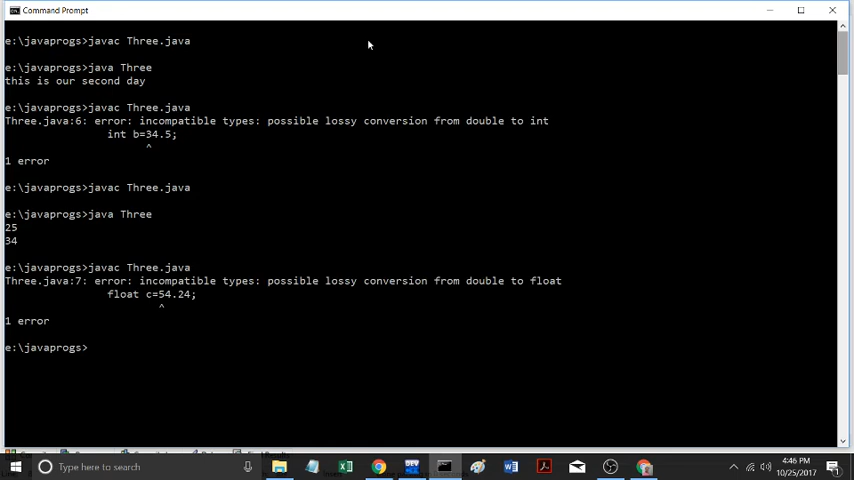 Command Prompt
e:\javaprogs>javac Three.java
e:\javaprogs>java Three
this is our second day
e:\javaprogs>javac Three.java
Three.java:6: error: incompatible types: possible lossy conversion from double to int
int b=34.5;
^
1 error
e:\javaprogs>javac Three.java
e:\javaprogs>java Three
25
34
e:\javaprogs>javac Three.java
Three.java:7: error: incompatible types: possible lossy conversion from double to float
float c=54.24;
^
1 error
e:\javaprogs>
Type here to search
DEV
4:46 PM
10/25/2017